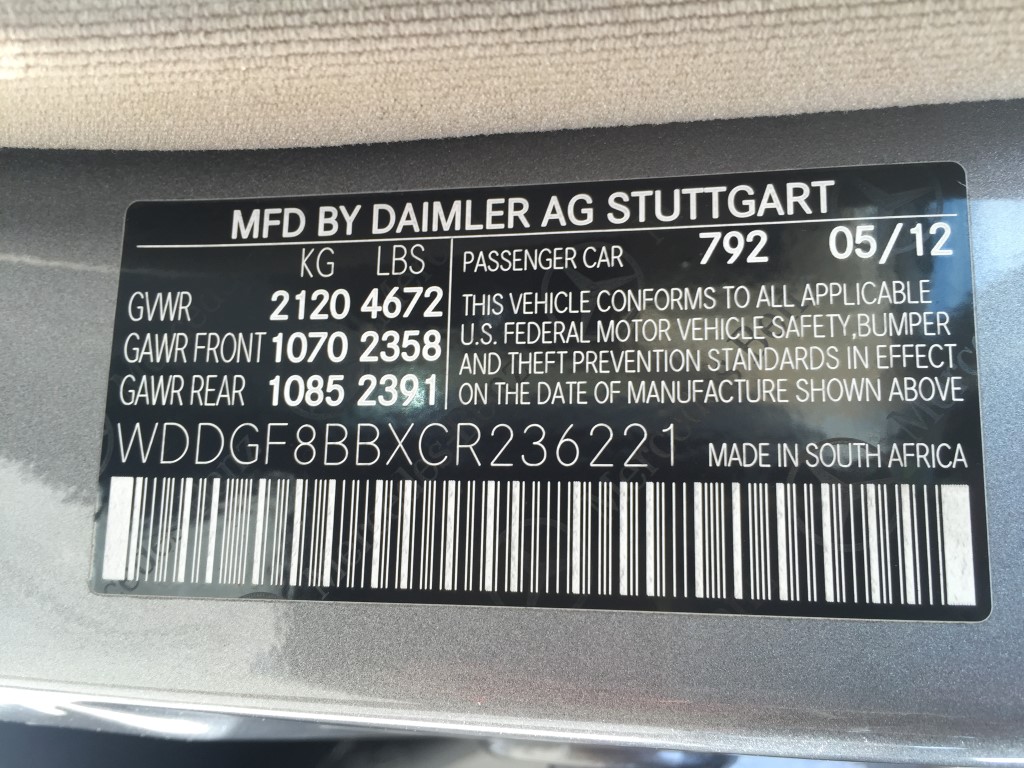 MFD BY DAIMLER AG STUTTGART
KG LBS
GVWR 2120 4672
GAWR FRONT 1070 2358
GAWR REAR 1085 2391
PASSENGER CAR 792 05/12
THIS VEHICLE CONFORMS TO ALL APPLICABLE
U.S. FEDERAL MOTOR VEHICLE SAFETY,BUMPER
AND THEFT PREVENTION STANDARDS IN EFFECT
ON THE DATE OF MANUFACTURE SHOWN ABOVE
WDDGF8BBXCR236221 MADE IN SOUTH AFRICA